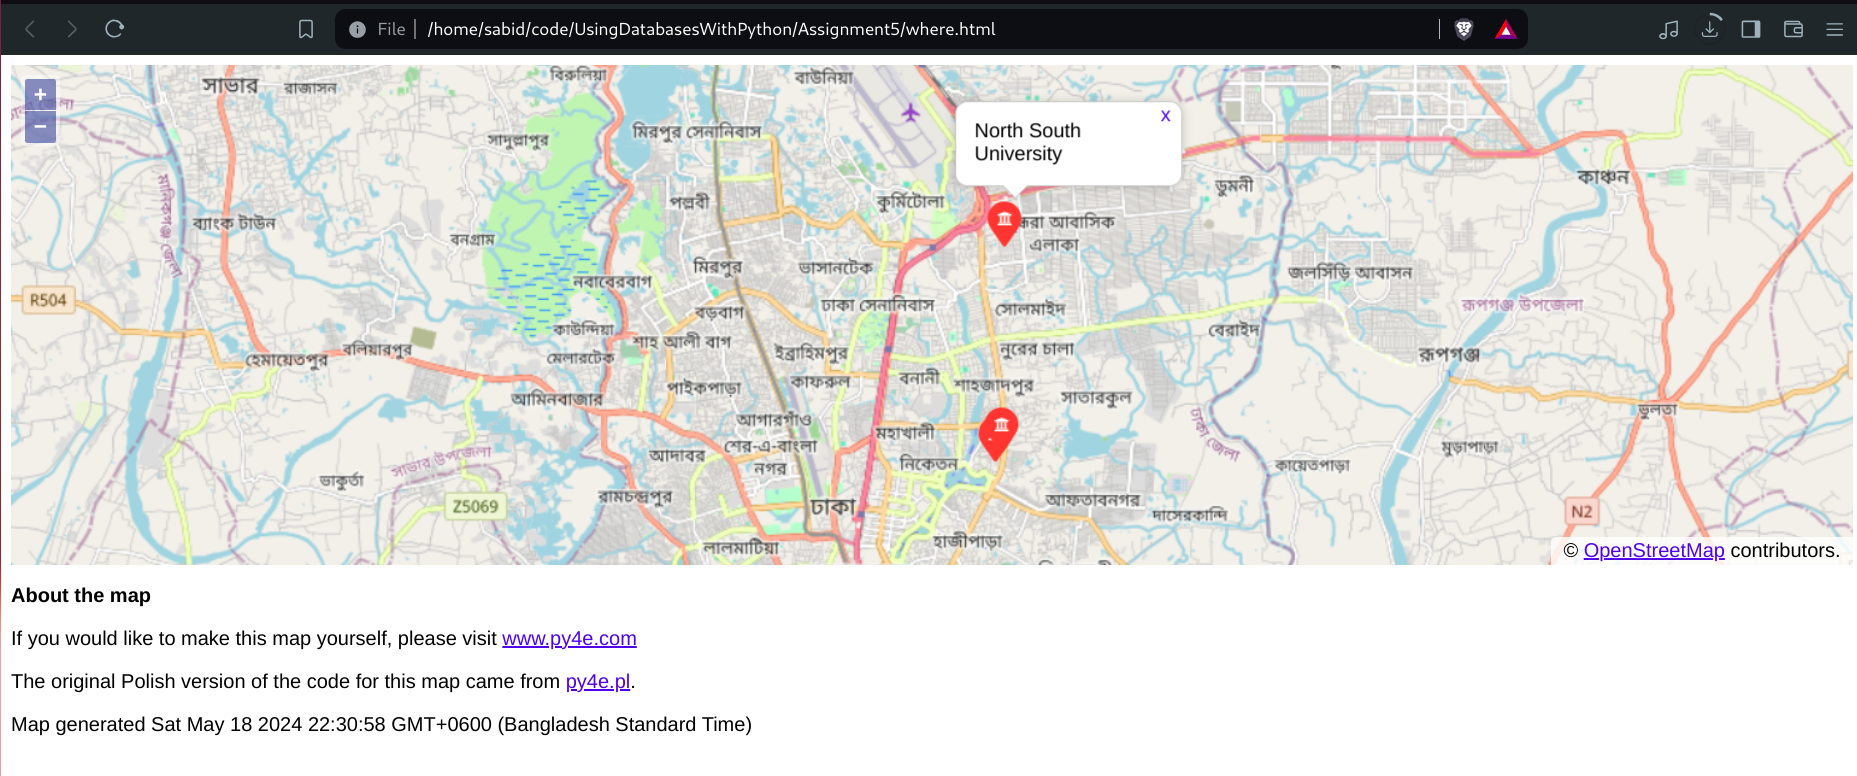 File
/home/sabid/code/UsingDatabasesWithPython/Assignment5/where.html
+
−
সাভার
রাজাসন
বিরুলিয়া
বাউনিয়া
জেলা
সাদুল্লাপুর
মিরপুর সেনানিবাস
X
North South
University
কাঞ্চন
ডুমনী
মানিকগঞ্জ জেলা
পল্লবী
কুর্মিটোলা
ব্যাংক টাউন
বনগ্রাম
ন্ধরা আবাসিক
এলাকা
মিরপুর
ভাসানটেক
নবাবেরবাগ
জলসিঁড়ি আবাসন
R504
বড়বাগ
ঢাকা সেনানিবাস
সোলমাইদ
রূপগঞ্জ উপজেলা
কাউন্দিয়া
বেরাইদ
শাহ আলী বাগ
হেমায়েতপুর
বলিয়ারপুর
মেলারটেক
ইব্রাহিমপুর
নুরের চালা
রূপগঞ্জ
পাইকপাড়া
কাফরুল
বনানী
শাহজাদপুর
আমিনবাজার
সাতারকুল
ভুলতা
আগারগাঁও
মহাখালী
ঢাকা জেলা
শের-এ-বাংলা
নগর
আদাবর
নিকেতন
মুড়াপাড়া
সাভার উপজেলা
কায়েতপাড়া
ভাকুর্তা
রামচন্দ্রপুর
Z5069
ঢাকা
আফতাবনগর
দাসেরকান্দি
N2
লালমাটিয়া
হাজীপাড়া
© OpenStreetMap contributors.
About the map
If you would like to make this map yourself, please visit www.py4e.com
The original Polish version of the code for this map came from py4e.pl.
Map generated Sat May 18 2024 22:30:58 GMT+0600 (Bangladesh Standard Time)